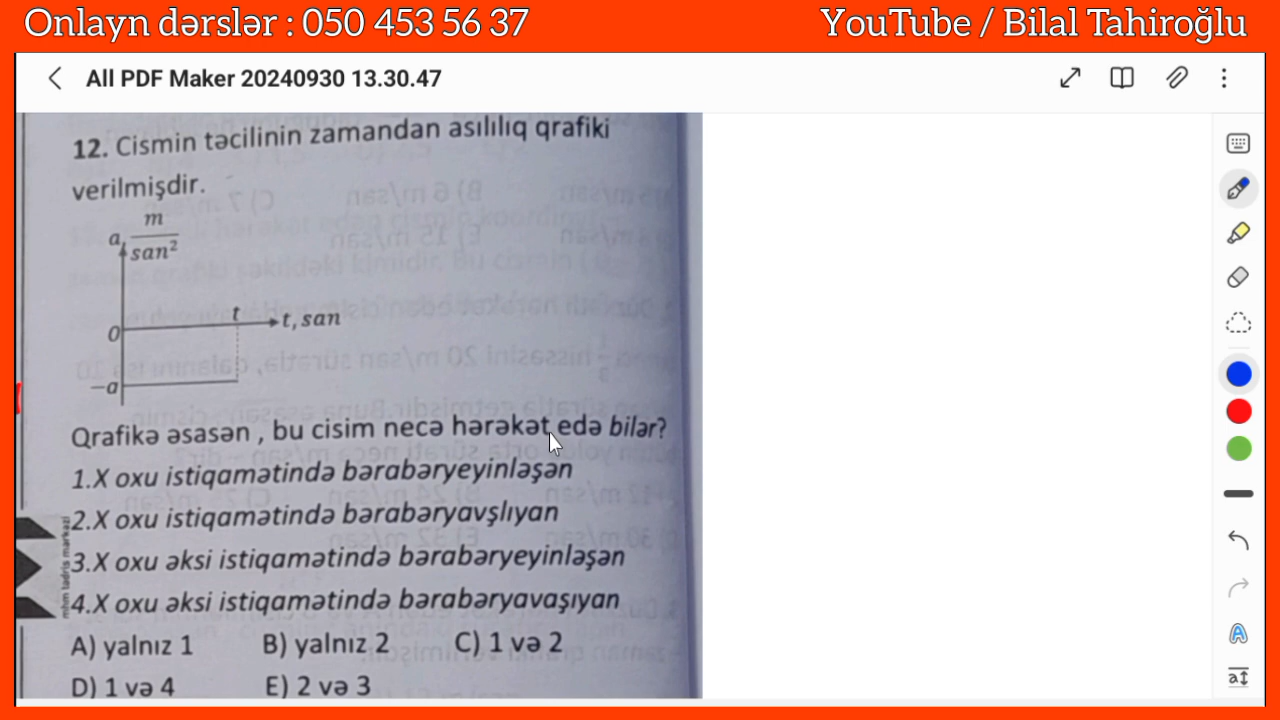 Onlayn dərslər : 050 453 56 37
YouTube / Bilal Tahiroğlu
All PDF Maker 20240930 13.30.47
12. Cismin təcilinin zamandan asılılıq qrafiki
verilmişdir.
a, m/san²
t
t, san
0
−a
Qrafikə əsasən , bu cisim necə hərəkət edə bilər?
1.X oxu istiqamətində bərabəryeyinləşən
2.X oxu istiqamətində bərabəryavşlıyan
3.X oxu əksi istiqamətində bərabəryeyinləşən
4.X oxu əksi istiqamətində bərabəryavaşıyan
mhm tədris mərkəzi
A) yalnız 1 B) yalnız 2 C) 1 və 2
D) 1 və 4 E) 2 və 3